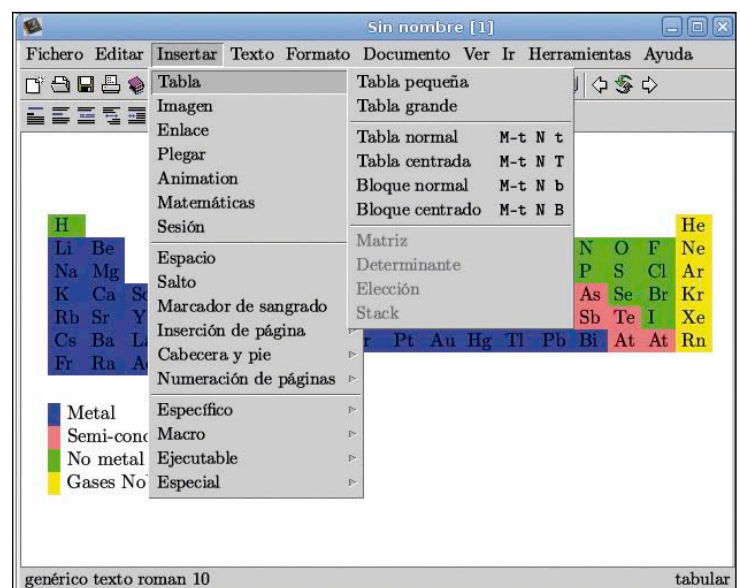 Sin nombre [1]
Fichero Editar Insertar Texto Formato Documento Ver Ir Herramientas Ayuda
Tabla
Imagen
Enlace
Plegar
Animation
Matemáticas
Sesión
Espacio
Salto
Marcador de sangrado
Inserción de página
Cabecera y pie
Numeración de páginas
Específico
Macro
Ejecutable
Especial
Tabla pequeña
Tabla grande
Tabla normal M-t N t
Tabla centrada M-t N T
Bloque normal M-t N b
Bloque centrado M-t N B
Matriz
Determinante
Elección
Stack
H He
Li Be N O F Ne
Na Mg P S Cl Ar
K Ca As Se Br Kr
Rb Sr Y Sb Te I Xe
Cs Ba Pt Au Hg Tl Pb Bi At At Rn
Fr Ra
Metal
No metal
Gases
genérico texto roman 10 tabular